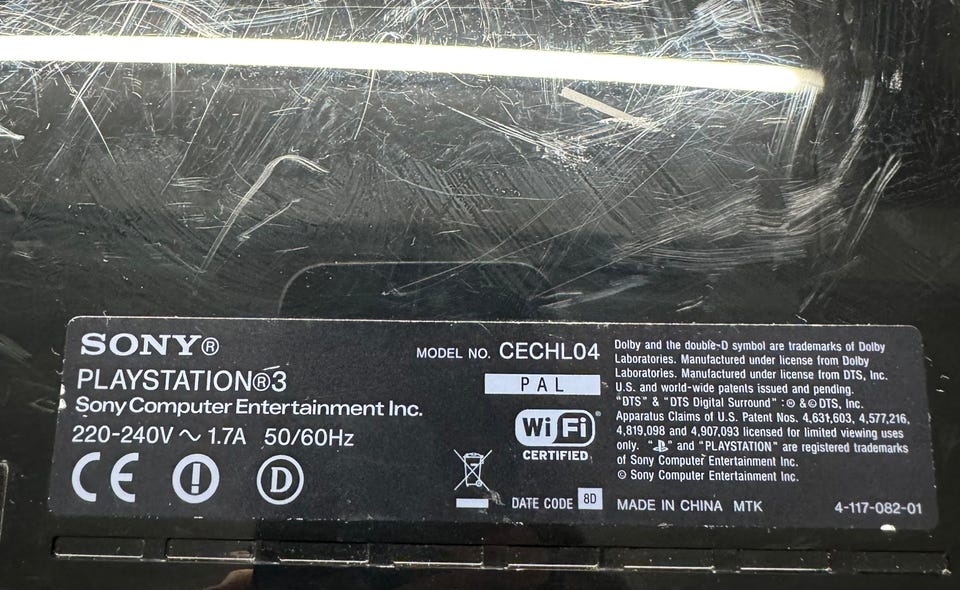 SONY®
PLAYSTATION®3
Sony Computer Entertainment Inc.
220-240V ~ 1.7A 50/60Hz
CE
D
MODEL NO. CECHL04
PAL
Wi Fi®
CERTIFIED
DATE CODE 8D
Dolby and the double-D symbol are trademarks of Dolby
Laboratories. Manufactured under license from Dolby
Laboratories. Manufactured under license from DTS, Inc.
U.S. and world-wide patents issued and pending.
"DTS" & "DTS Digital Surround" :® &© DTS, Inc.
Apparatus Claims of U.S. Patent Nos. 4,631,603, 4,577,216,
4,819,098 and 4,907,093 licensed for limited viewing uses
only. " " and "PLAYSTATION" are registered trademarks
of Sony Computer Entertainment Inc.
© Sony Computer Entertainment Inc.
MADE IN CHINA MTK
4-117-082-01